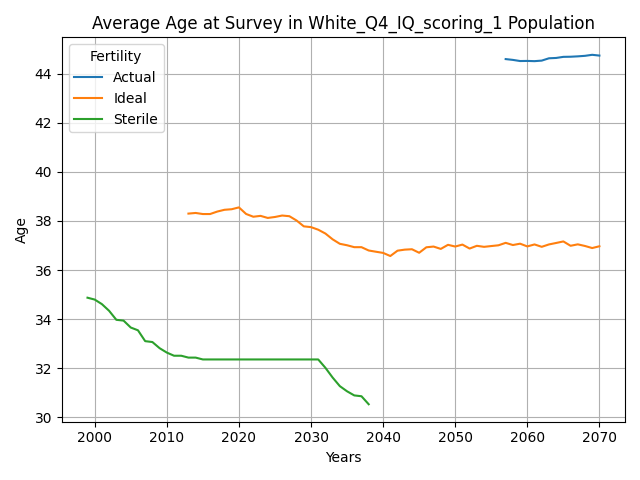 Average Age at Survey in White_Q4_IQ_scoring_1 Population
Fertility
Actual
Ideal
Sterile
Age
44
42
40
38
36
34
32
30
2000 2010 2020 2030 2040 2050 2060 2070
Years